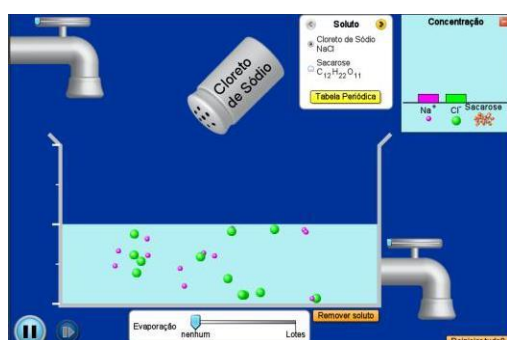 Soluto
Cloreto de Sódio
NaCl
Sacarose
C12H22O11
Tabela Periódica
Concentração
Na+
Cl-
Sacarose
Cloreto
de Sódio
Remover soluto
Evaporação
nenhum
Lotes